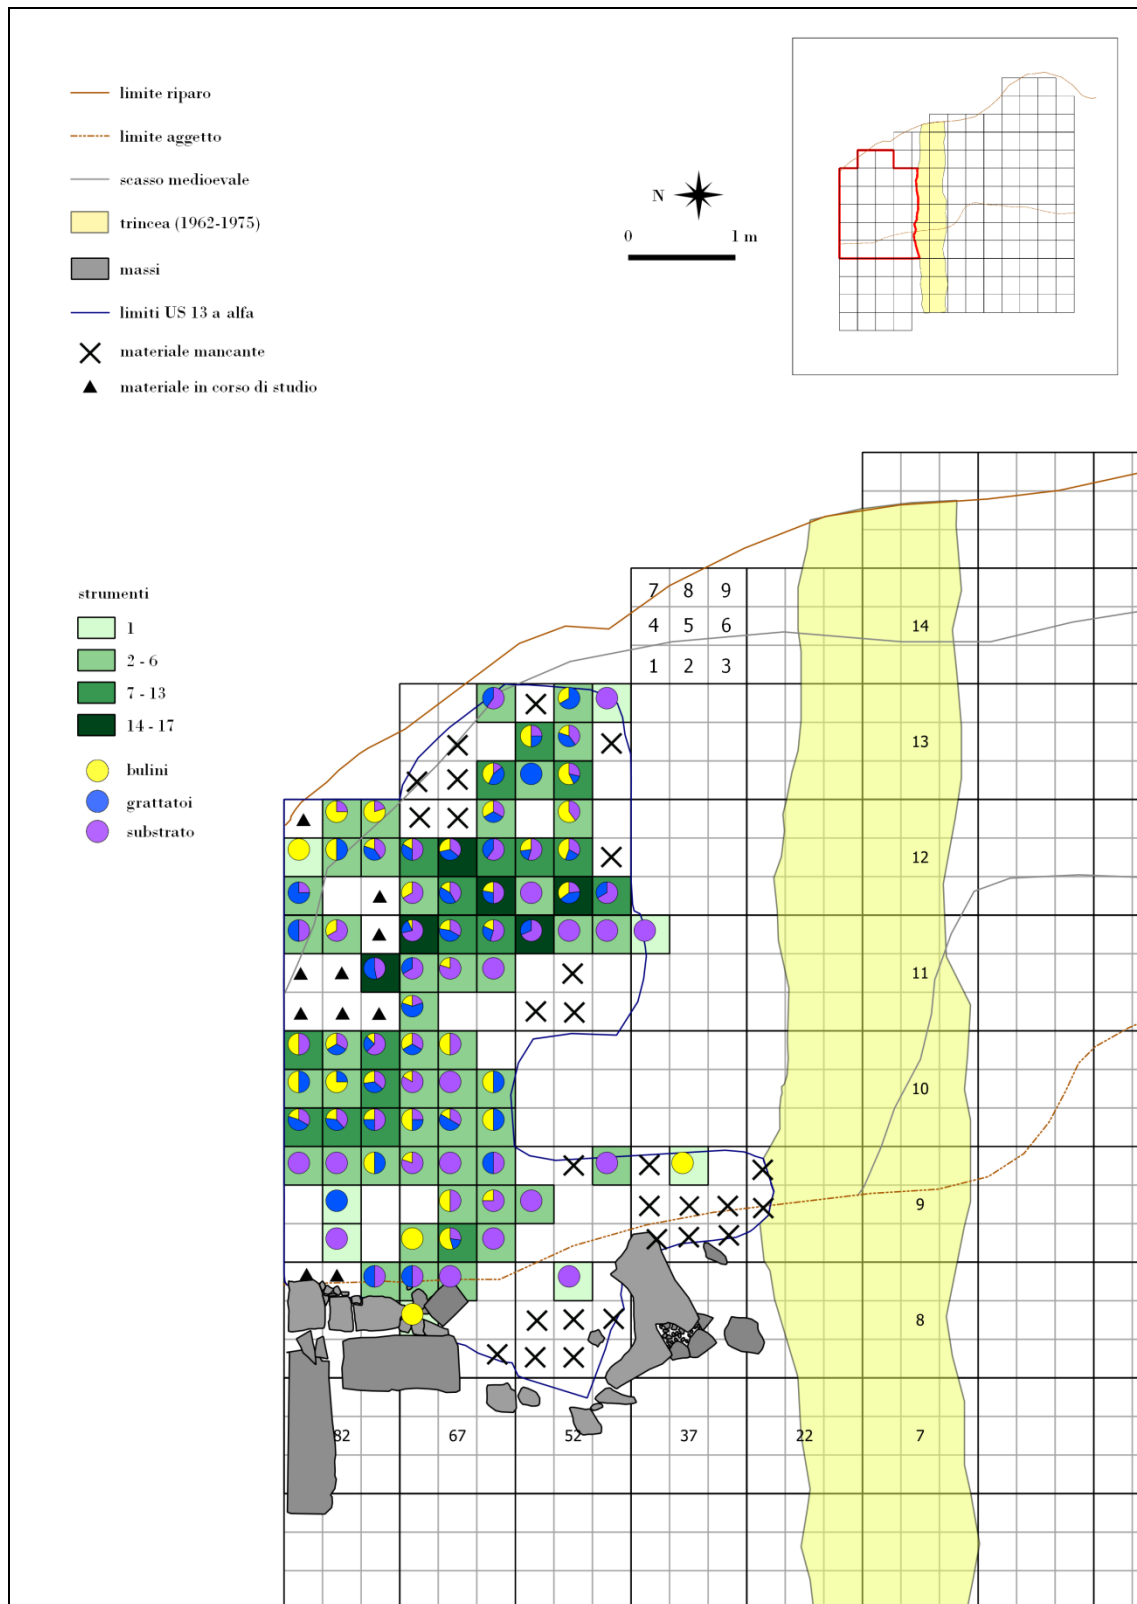 limite riparo
limite aggetto
scasso medioevale
trincea (1962-1975)
massi
limiti US 13 a alfa
materiale mancante
materiale in corso di studio
N
0 1 m
strumenti
1
2 - 6
7 - 13
14 - 17
bulini
grattatoi
substrato
7 8 9
4 5 6
1 2 3
14
13
12
11
10
9
8
82 67 52 37 22 7